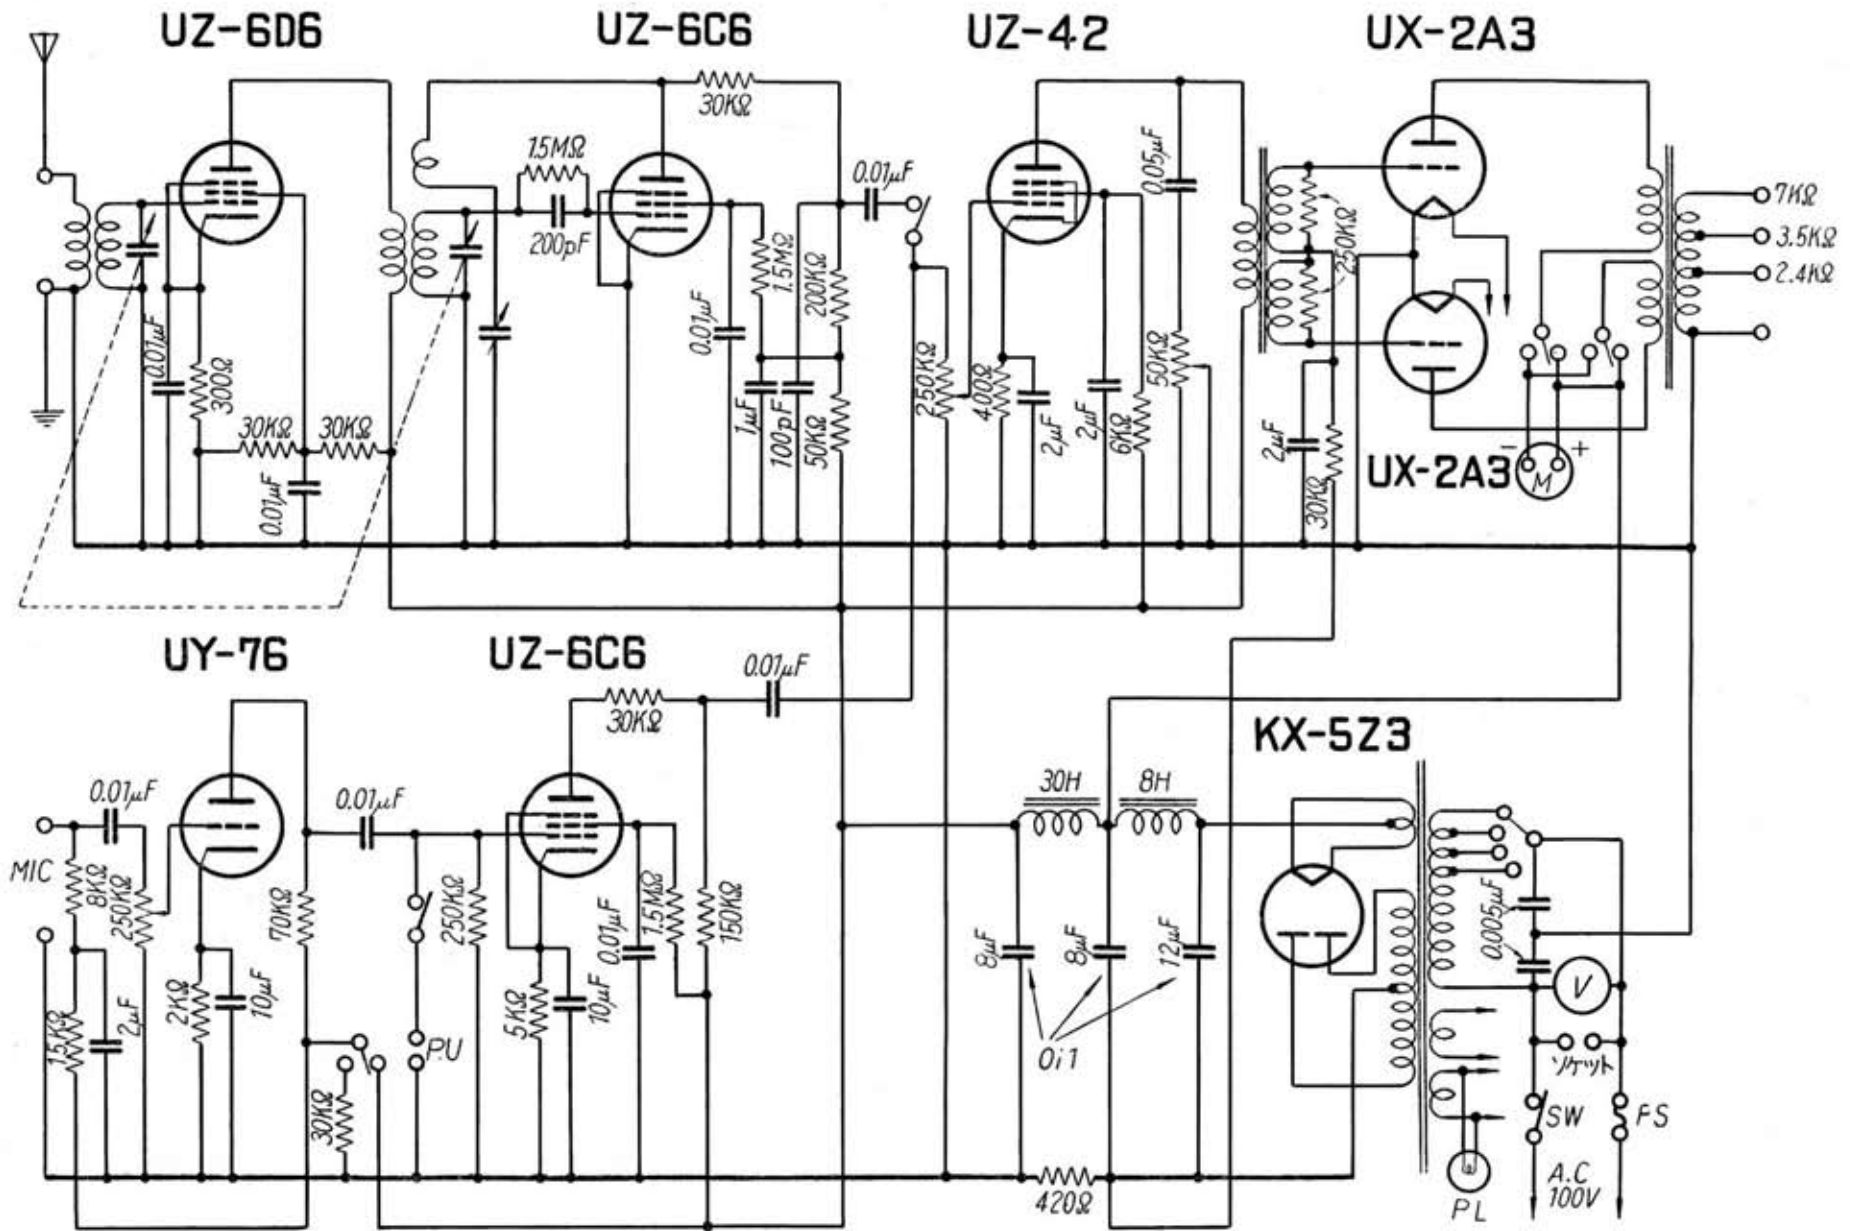 UZ-6D6
UZ-6C6
UZ-42
UX-2A3
30KΩ
1.5MΩ
200pF
0.01μF
0.05μF
250KΩ
7KΩ
3.5KΩ
2.4KΩ
0.01μF
300Ω
30KΩ
30KΩ
0.01μF
0.01μF
1.5MΩ
200KΩ
1μF
100pF
50KΩ
250KΩ
400Ω
2μF
2μF
6KΩ
50KΩ
2μF
30KΩ
UX-2A3
- +
M
UY-76
UZ-6C6
0.01μF
30KΩ
KX-5Z3
30H
8H
MIC
0.01μF
8KΩ
250KΩ
0.01μF
70KΩ
250KΩ
0.01μF
1.5MΩ
150KΩ
8μF
8μF
12μF
Oil
0.005μF
V
ソケット
15KΩ
2μF
2KΩ
10μF
30KΩ
P.U
5KΩ
10μF
420Ω
SW
FS
A.C
100V
PL